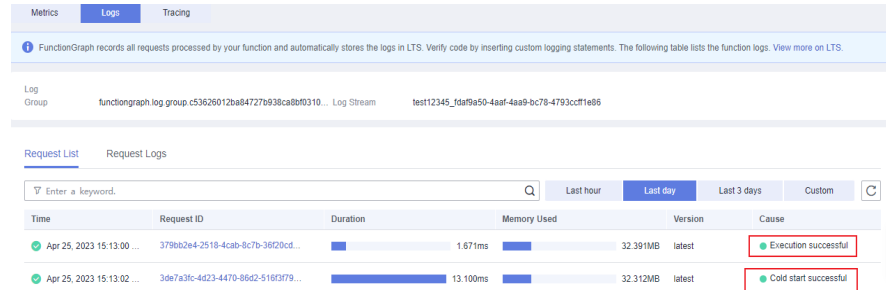 Metrics Logs Tracing
FunctionGraph records all requests processed by your function and automatically stores the logs in LTS. Verify code by inserting custom logging statements. The following table lists the function logs. View more on LTS.
Log
Group functiongraph.log.group.c53626012ba84727b938ca8bf0310... Log Stream test12345_fdaf9a50-4aaf-4aa9-bc78-4793ccff1e86
Request List Request Logs
Enter a keyword. Last hour Last day Last 3 days Custom
Time Request ID Duration Memory Used Version Cause
Apr 25, 2023 15:13:00 ... 379bb2e4-2518-4cab-8c7b-36f20cd... 1.671ms 32.391MB latest Execution successful
Apr 25, 2023 15:13:02 ... 3de7a3fc-4d23-4470-86d2-516f3f79... 13.100ms 32.312MB latest Cold start successful